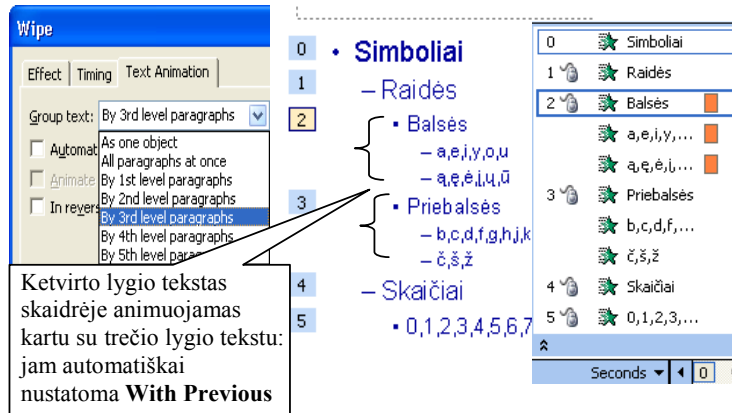 Wipe
Effect
Timing
Text Animation
Group text:
By 3rd level paragraphs
As one object
All paragraphs at once
By 1st level paragraphs
By 2nd level paragraphs
By 3rd level paragraphs
By 4th level paragraphs
By 5th level
Animate
Ketvirto lygio tekstas
skaidrėje animuojamas
kartu su trečio lygio tekstu:
jam automatiškai
nustatoma With Previous
0 • Simboliai
1 – Raidės
2 ▪ Balsės
– a,e,i,y,o,u
– ą,ę,ė,į,ų,ū
3 ▪ Priebalsės
– b,c,d,f,g,h,j,k
– č,š,ž
4 – Skaičiai
5 ▪ 0,1,2,3,4,5,6,7
0 Simboliai
1 Raidės
2 Balsės
a,e,i,y,...
ą,ę,ė,į,...
3 Priebalsės
b,c,d,f,...
č,š,ž
4 Skaičiai
5 0,1,2,3,...
Seconds 0